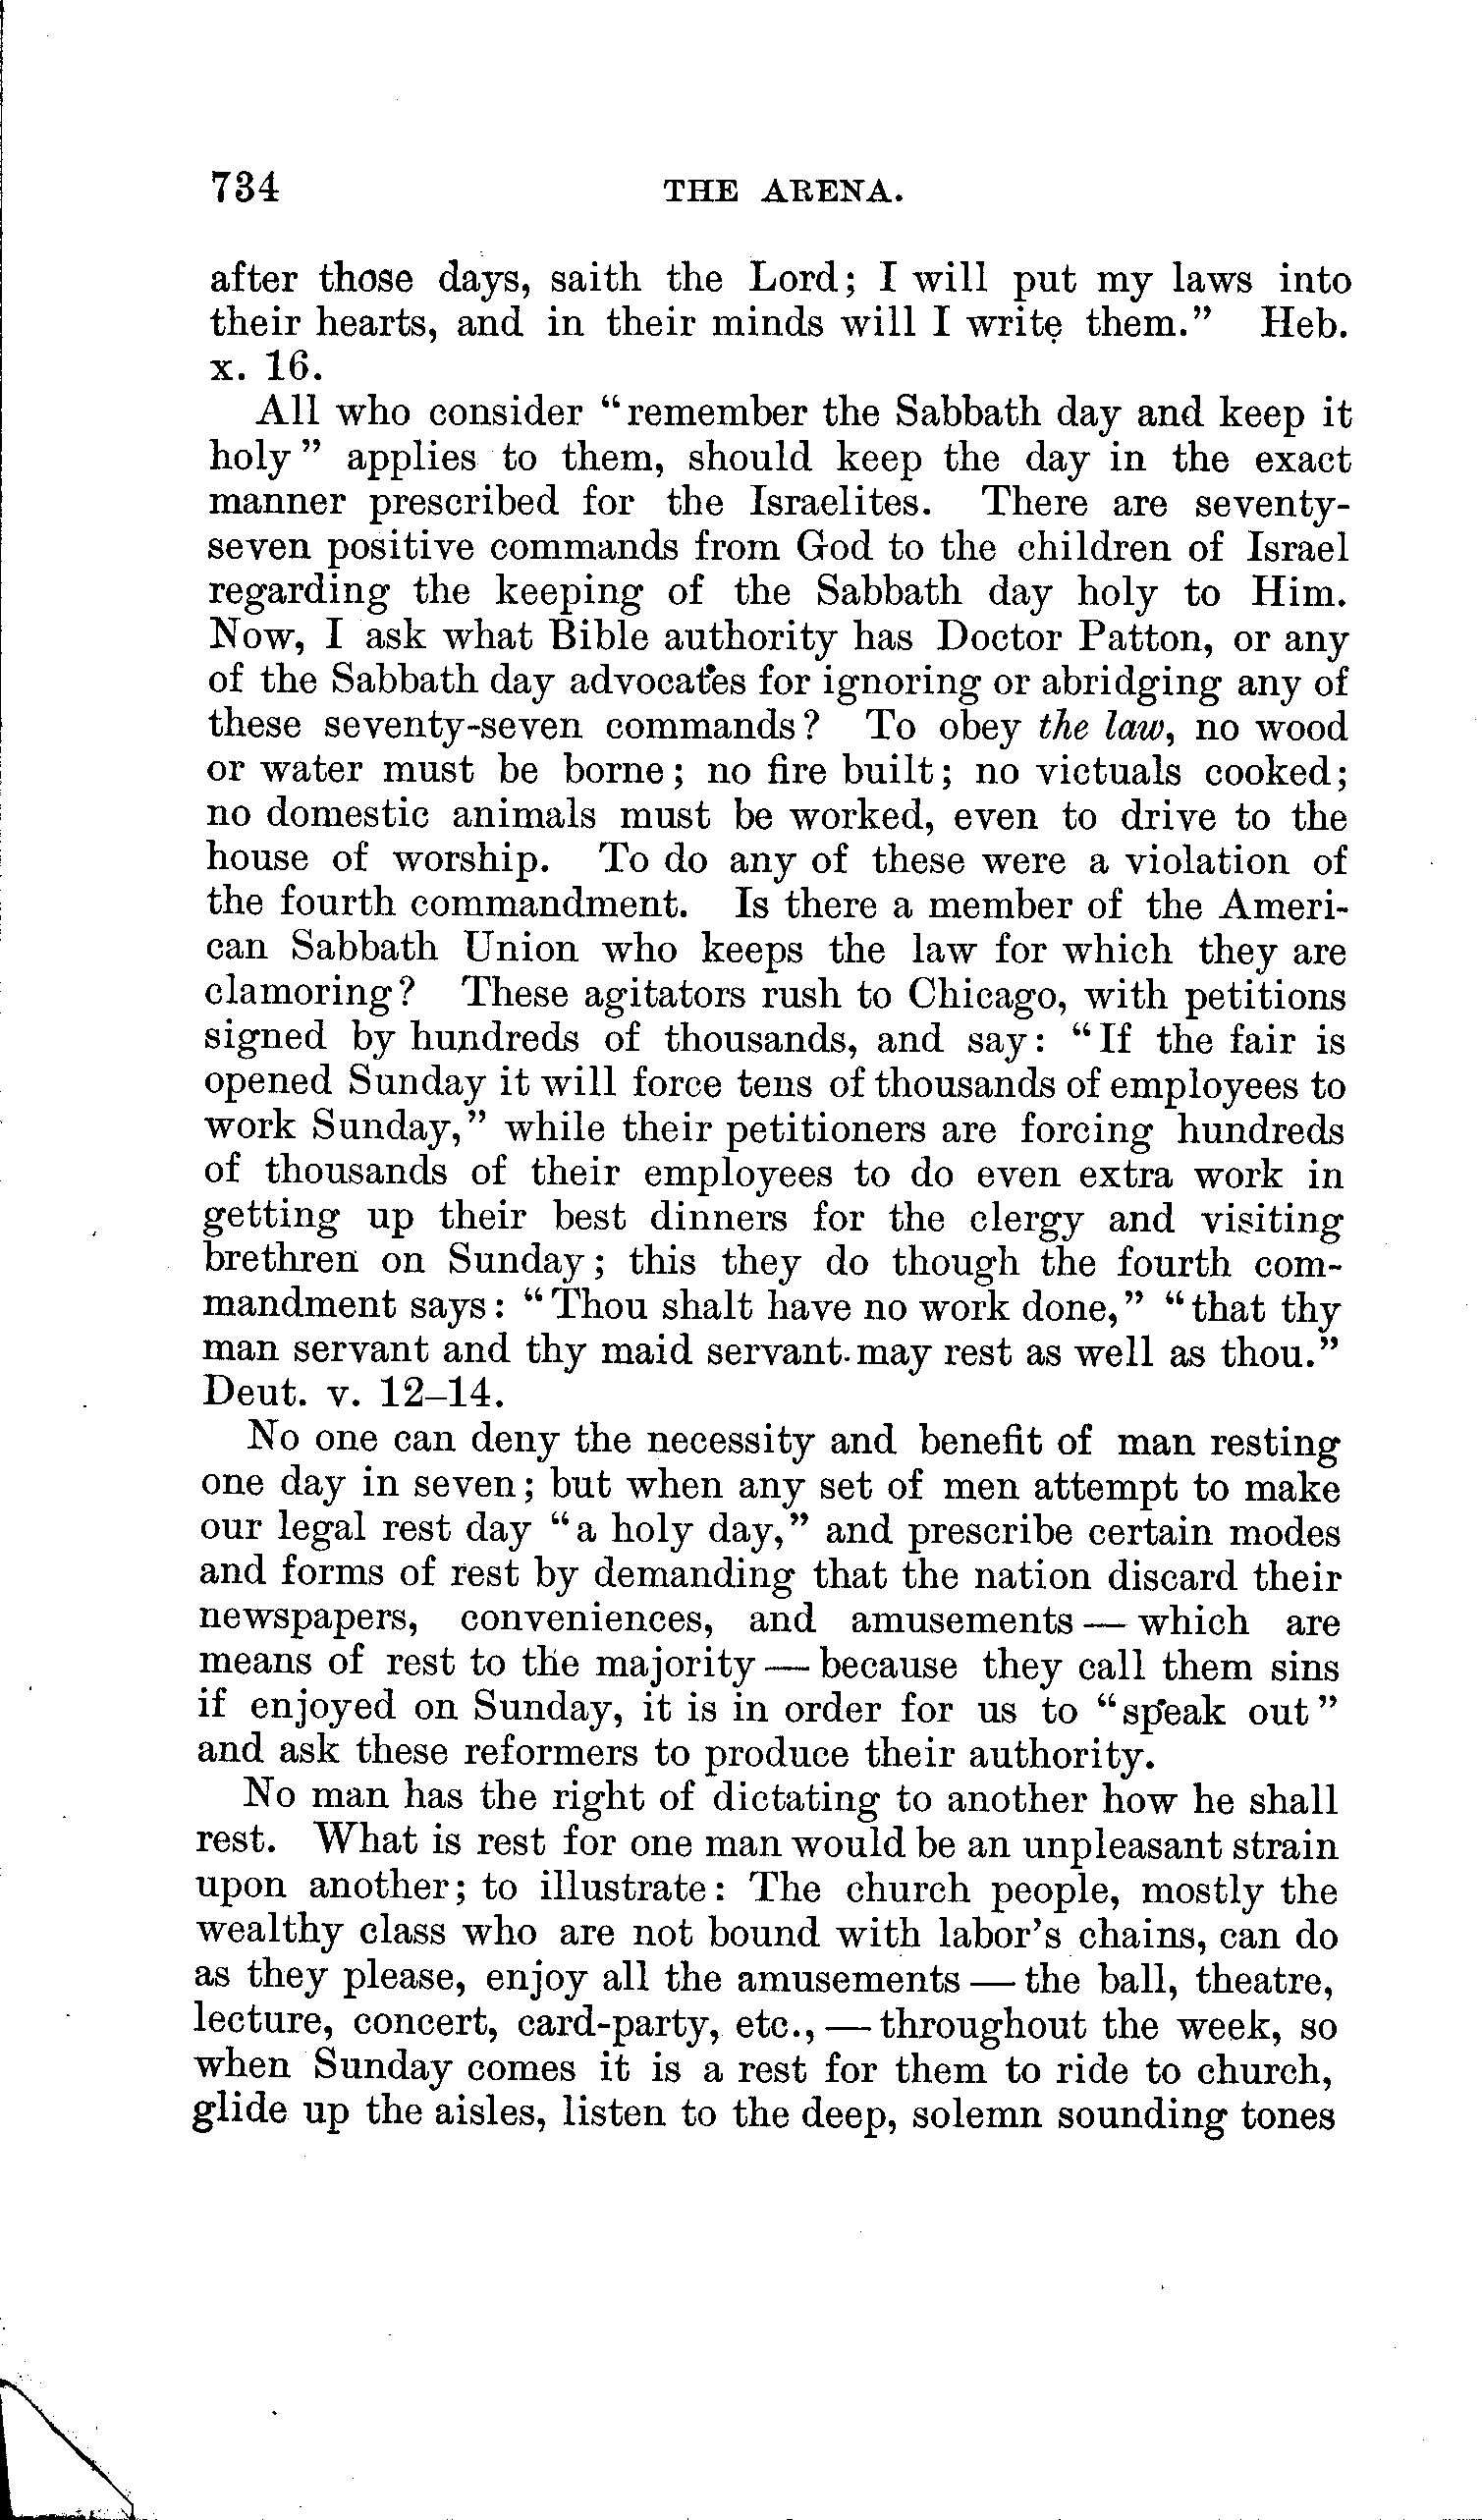 734 THE ARENA.
after those days, saith the Lord; I will put my laws into
their hearts, and in their minds will I write them." Heb.
x. 16.
All who consider "remember the Sabbath day and keep it
holy" applies to them, should keep the day in the exact
manner prescribed for the Israelites. There are seventy-
seven positive commands from God to the children of Israel
regarding the keeping of the Sabbath day holy to Him.
Now, I ask what Bible authority has Doctor Patton, or any
of the Sabbath day advocates for ignoring or abridging any of
these seventy-seven commands? To obey the law, no wood
or water must be borne; no fire built; no victuals cooked;
no domestic animals must be worked, even to drive to the
house of worship. To do any of these were a violation of
the fourth commandment. Is there a member of the Ameri-
can Sabbath Union who keeps the law for which they are
clamoring? These agitators rush to Chicago, with petitions
signed by hundreds of thousands, and say: "If the fair is
opened Sunday it will force tens of thousands of employees to
work Sunday," while their petitioners are forcing hundreds
of thousands of their employees to do even extra work in
getting up their best dinners for the clergy and visiting
brethren on Sunday; this they do though the fourth com-
mandment says: "Thou shalt have no work done," "that thy
man servant and thy maid servant may rest as well as thou."
Deut. v. 12–14.
No one can deny the necessity and benefit of man resting
one day in seven; but when any set of men attempt to make
our legal rest day "a holy day," and prescribe certain modes
and forms of rest by demanding that the nation discard their
newspapers, conveniences, and amusements — which are
means of rest to the majority — because they call them sins
if enjoyed on Sunday, it is in order for us to "speak out"
and ask these reformers to produce their authority.
No man has the right of dictating to another how he shall
rest. What is rest for one man would be an unpleasant strain
upon another; to illustrate: The church people, mostly the
wealthy class who are not bound with labor's chains, can do
as they please, enjoy all the amusements — the ball, theatre,
lecture, concert, card-party, etc., — throughout the week, so
when Sunday comes it is a rest for them to ride to church,
glide up the aisles, listen to the deep, solemn sounding tones